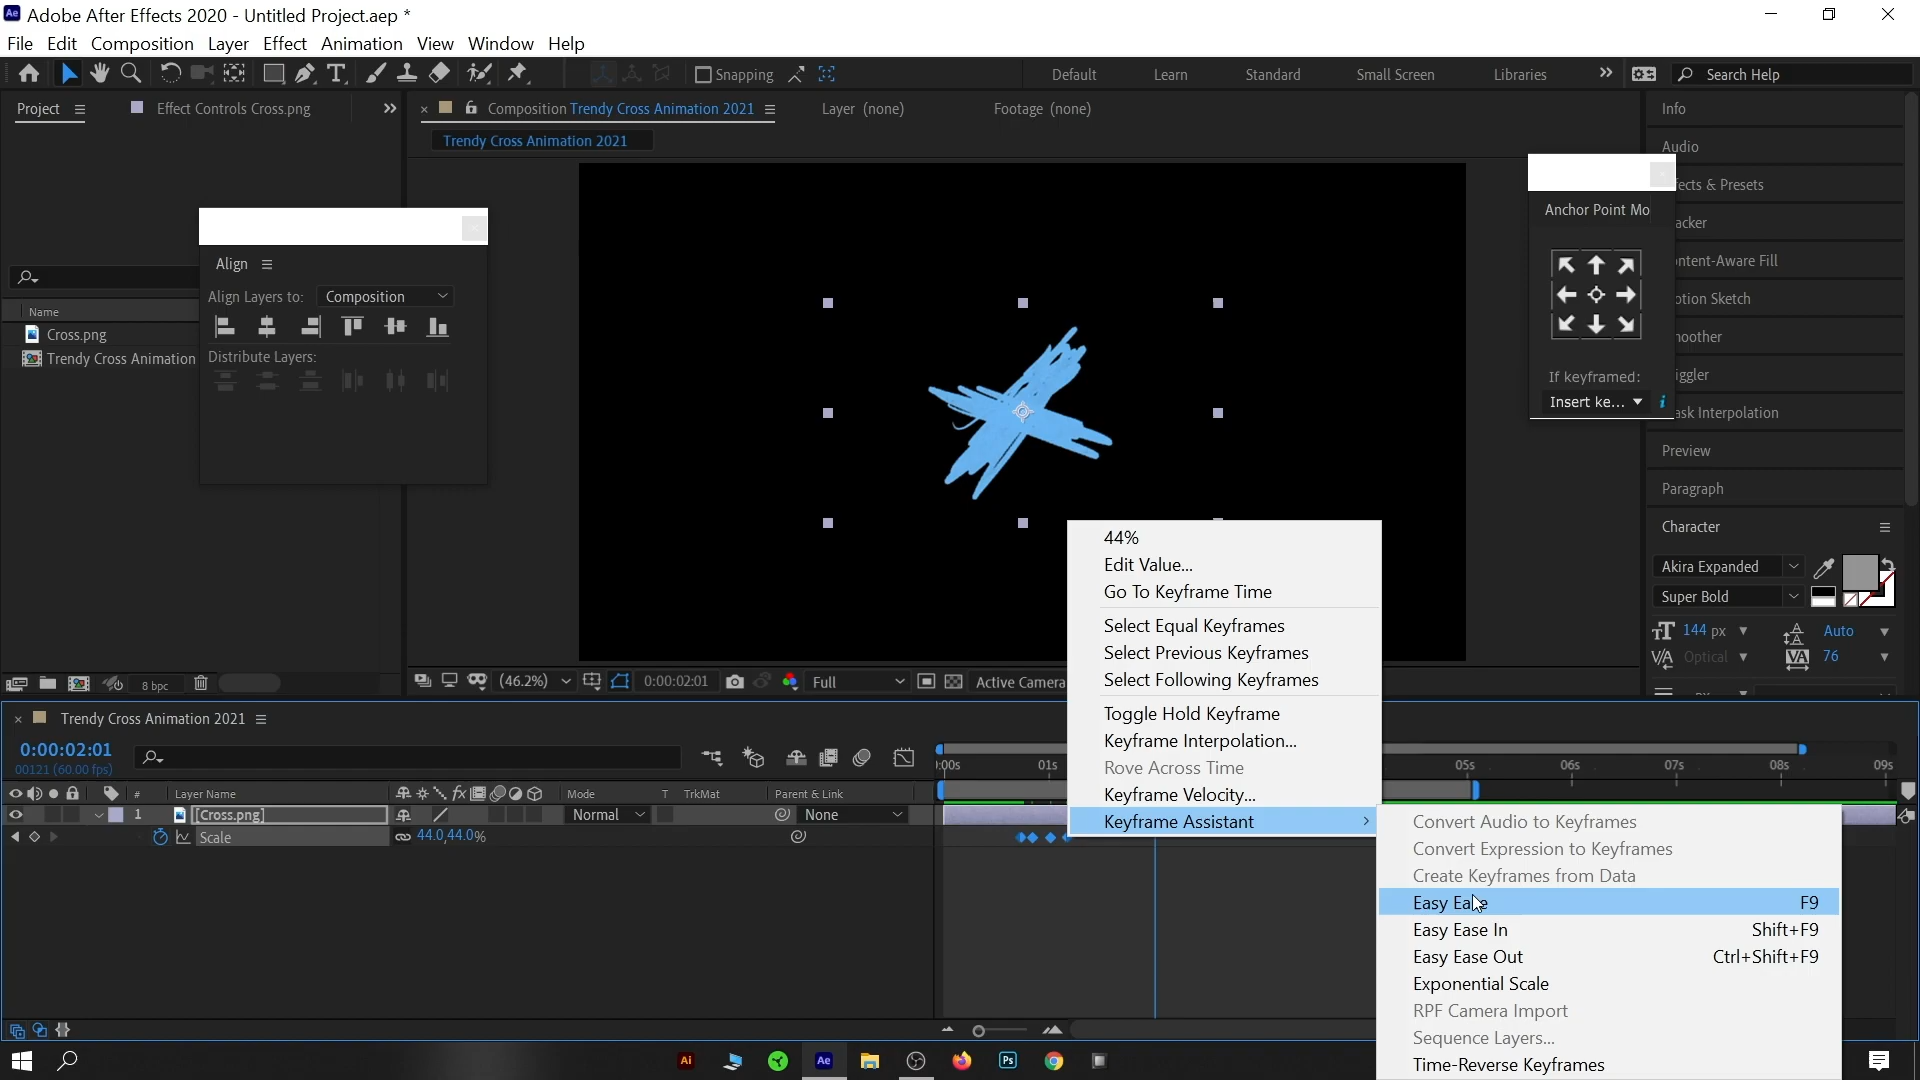 Ae Adobe After Effects 2020 - Untitled Project.aep *
File Edit Composition Layer Effect Animation View Window Help
Snapping Default Learn Standard Small Screen Libraries Search Help
Project Effect Controls Cross.png
Composition Trendy Cross Animation 2021 Layer (none) Footage (none)
Trendy Cross Animation 2021
Info
Audio
fects & Presets
acker
ontent-Aware Fill
otion Sketch
moother
iggler
ask Interpolation
Preview
Paragraph
Character
Akira Expanded
Super Bold
144 px Auto
Optical 76
Anchor Point Mo
If keyframed:
Insert ke...
Align
Align Layers to: Composition
Distribute Layers:
Name
Cross.png
Trendy Cross Animation
8 bpc
(46.2%) 0:00:02:01 Full Active Camera
44%
Edit Value...
Go To Keyframe Time
Select Equal Keyframes
Select Previous Keyframes
Select Following Keyframes
Toggle Hold Keyframe
Keyframe Interpolation...
Rove Across Time
Keyframe Velocity...
Keyframe Assistant
Convert Audio to Keyframes
Convert Expression to Keyframes
Create Keyframes from Data
Easy Ease F9
Easy Ease In Shift+F9
Easy Ease Out Ctrl+Shift+F9
Exponential Scale
RPF Camera Import
Sequence Layers...
Time-Reverse Keyframes
Trendy Cross Animation 2021
0:00:02:01
00121 (60.00 fps)
):00s 01s 05s 06s 07s 08s 09s
# Layer Name Mode T TrkMat Parent & Link
1 [Cross.png] Normal None
Scale 44.0,44.0%
Ai Ae Ps